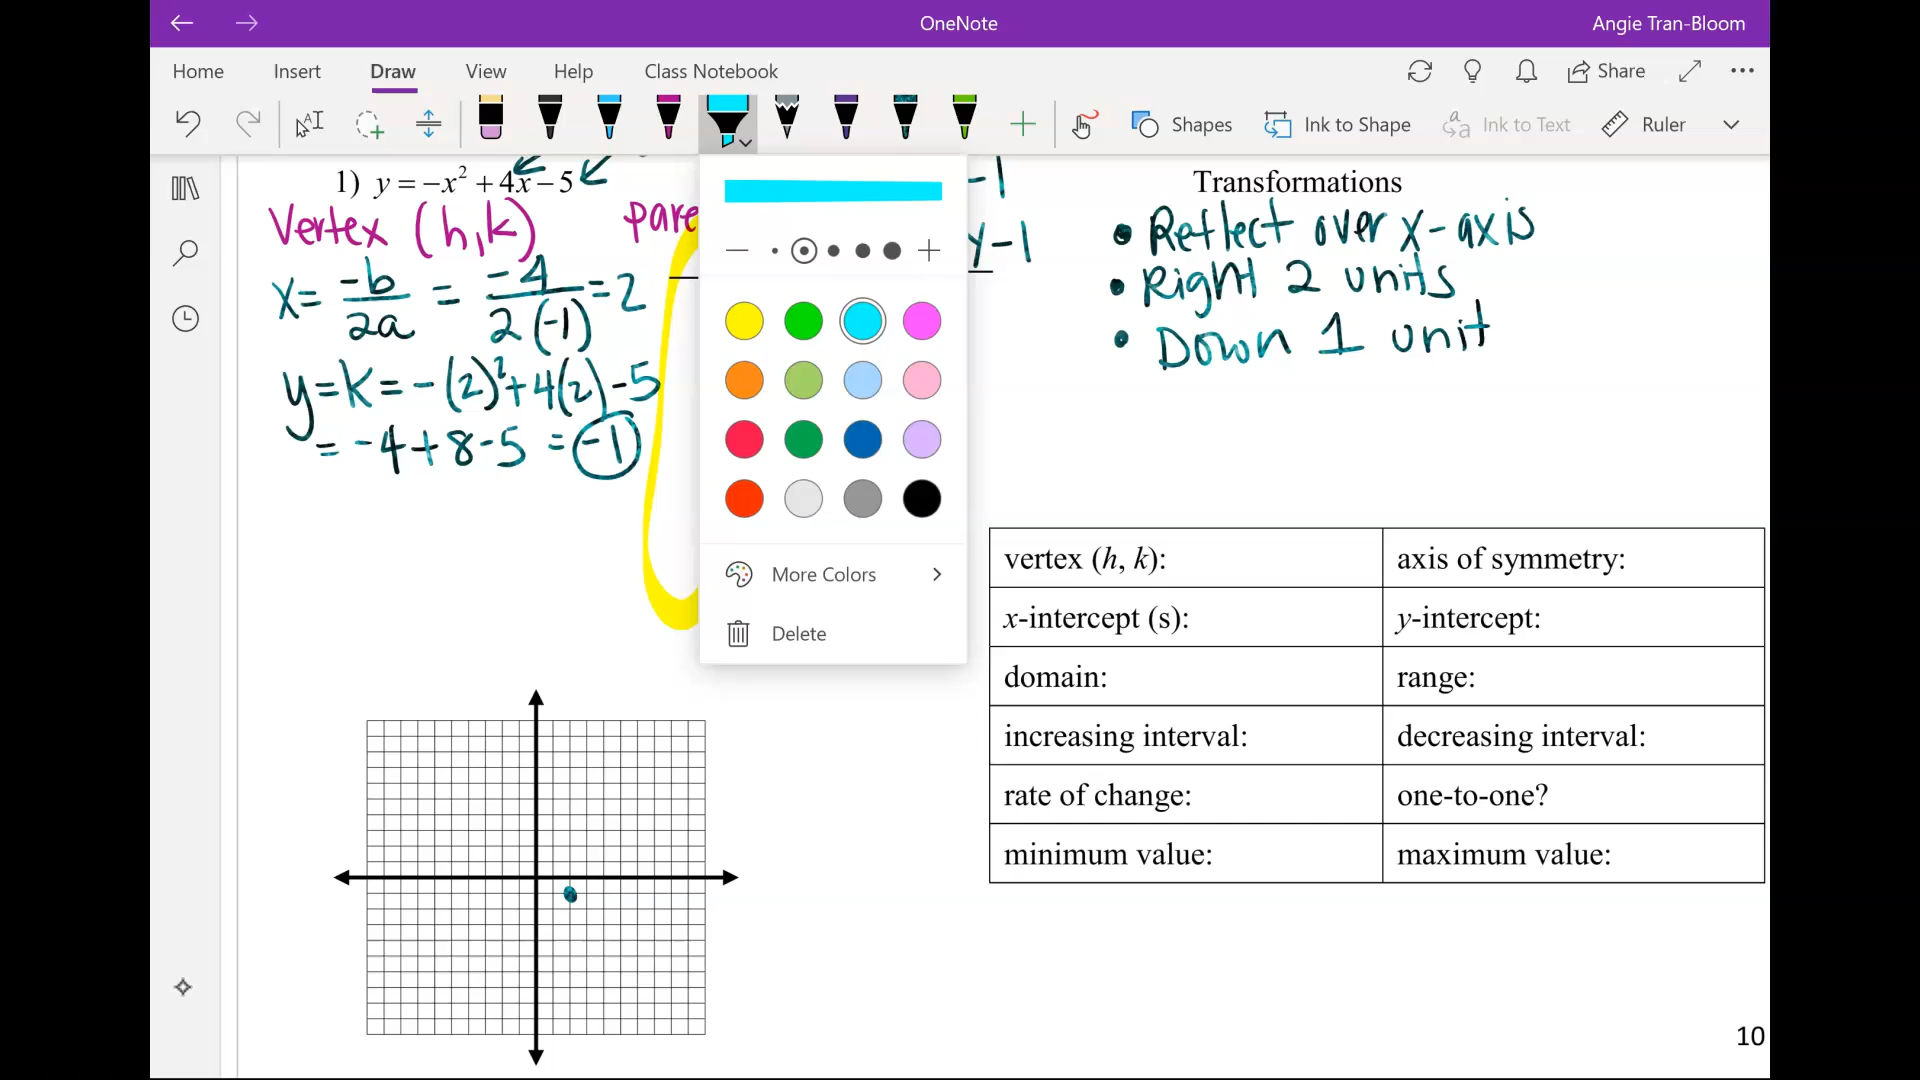 OneNote
Angie Tran-Bloom
Home Insert Draw View Help Class Notebook
Share
Shapes Ink to Shape Ink to Text Ruler
1) y = −x² + 4x − 5
Transformations
Vertex (h,k)
pare
-1
y-1
• Reflect over x-axis
• Right 2 units
• Down 1 unit
x = -b/2a = -4/2(-1) = 2
y = k = -(2)² + 4(2) - 5
= -4 + 8 - 5 = -1
More Colors
Delete
vertex (h, k): axis of symmetry:
x-intercept (s): y-intercept:
domain: range:
increasing interval: decreasing interval:
rate of change: one-to-one?
minimum value: maximum value:
10